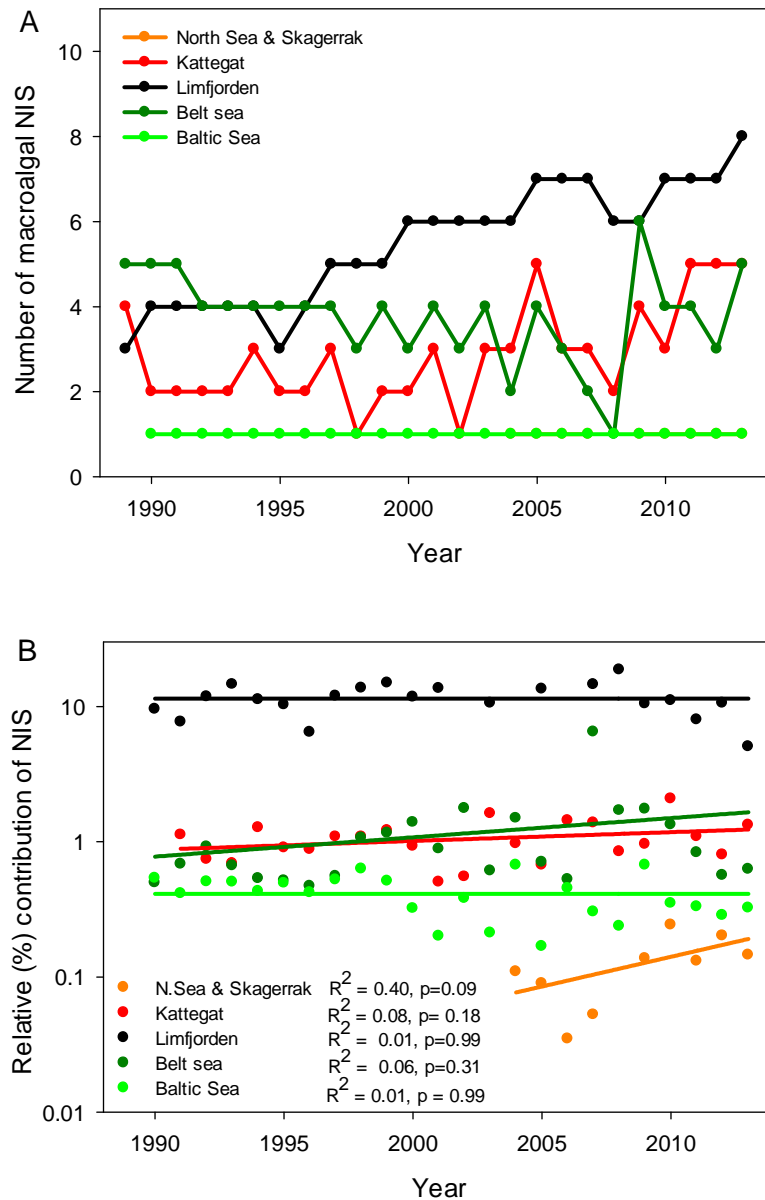 A
North Sea & Skagerrak
Kattegat
Limfjorden
Belt sea
Baltic Sea
10
8
6
4
2
0
Number of macroalgal NIS
1990 1995 2000 2005 2010
Year
B
10
1
0.1
0.01
Relative (%) contribution of NIS
N.Sea & Skagerrak R² = 0.40, p=0.09
Kattegat R² = 0.08, p= 0.18
Limfjorden R² = 0.01, p=0.99
Belt sea R² = 0.06, p=0.31
Baltic Sea R² = 0.01, p = 0.99
1990 1995 2000 2005 2010
Year